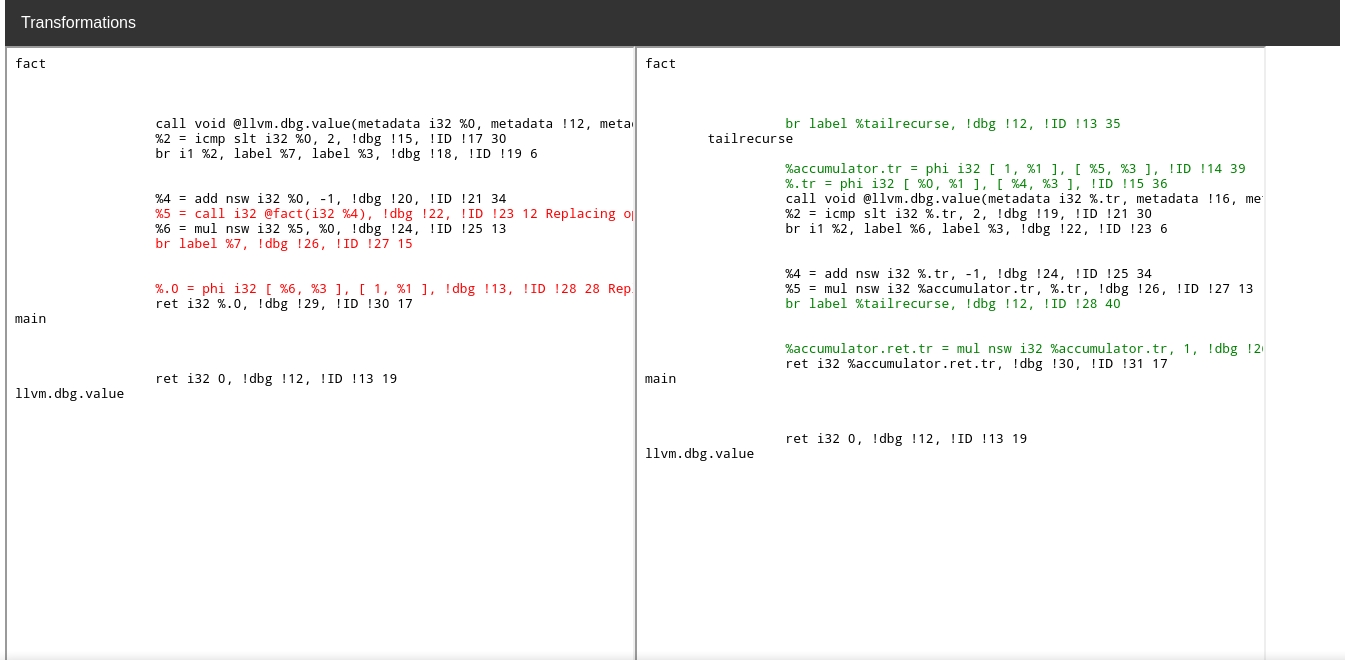 Transformations
fact
call void @llvm.dbg.value(metadata i32 %0, metadata !12,
%2 = icmp slt i32 %0, 2, !dbg !15, !ID !17 30
br i1 %2, label %7, label %3, !dbg !18, !ID !19 6
%4 = add nsw i32 %0, -1, !dbg !20, !ID !21 34
%5 = call i32 @fact(i32 %4), !dbg !22, !ID !23 12 Replacing
%6 = mul nsw i32 %5, %0, !dbg !24, !ID !25 13
br label %7, !dbg !26, !ID !27 15
%.0 = phi i32 [ %6, %3 ], [ 1, %1 ], !dbg !13, !ID !28 28
ret i32 %.0, !dbg !29, !ID !30 17
main
ret i32 0, !dbg !12, !ID !13 19
llvm.dbg.value
fact
br label %tailrecurse, !dbg !12, !ID !13 35
tailrecurse
%accumulator.tr = phi i32 [ 1, %1 ], [ %5, %3 ], !ID !14 39
%.tr = phi i32 [ %0, %1 ], [ %4, %3 ], !ID !15 36
call void @llvm.dbg.value(metadata i32 %.tr, metadata !16,
%2 = icmp slt i32 %.tr, 2, !dbg !19, !ID !21 30
br i1 %2, label %6, label %3, !dbg !22, !ID !23 6
%4 = add nsw i32 %.tr, -1, !dbg !24, !ID !25 34
%5 = mul nsw i32 %accumulator.tr, %.tr, !dbg !26, !ID !27 13
br label %tailrecurse, !dbg !12, !ID !28 40
%accumulator.ret.tr = mul nsw i32 %accumulator.tr, 1, !dbg
ret i32 %accumulator.ret.tr, !dbg !30, !ID !31 17
main
ret i32 0, !dbg !12, !ID !13 19
llvm.dbg.value